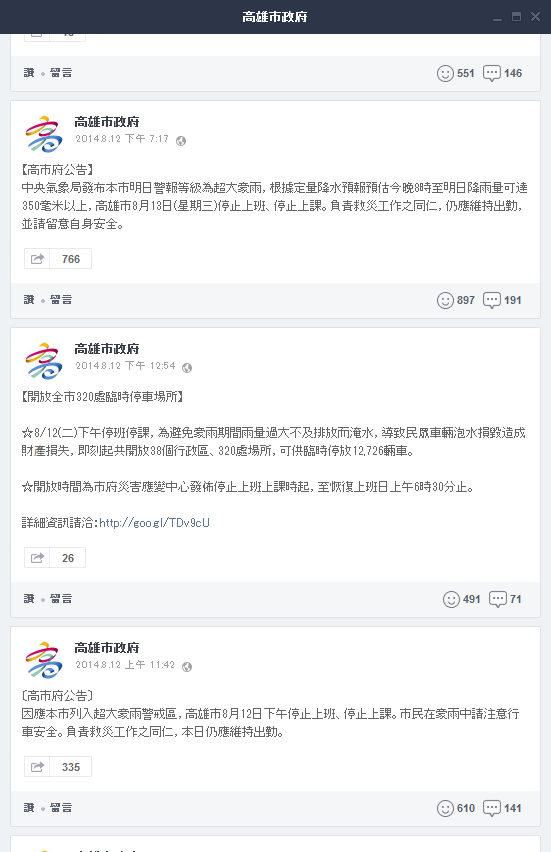 高雄市政府
讚 留言
551 146
高雄市政府
2014.8.12 下午 7:17
【高市府公告】
中央氣象局發布本市明日警報等級為超大豪雨, 根據定量降水預報預估今晚8時至明日降雨量可達
350毫米以上, 高雄市8月13日(星期三)停止上班、停止上課。負責救災工作之同仁, 仍應維持出勤,
並請留意自身安全。
766
讚 留言
897 191
高雄市政府
2014.8.12 下午 12:54
【開放全市320處臨時停車場所】
☆8/12(二)下午停班停課, 為避免豪雨期間雨量過大不及排放而淹水, 導致民眾車輛泡水損毀造成
財產損失, 即刻起共開放38個行政區、320處場所, 可供臨時停放12,726輛車。
☆開放時間為市府災害應變中心發佈停止上班上課時起, 至恢復上班日上午6時30分止。
詳細資訊請洽：http://goo.gl/TDv9cU
26
讚 留言
491 71
高雄市政府
2014.8.12 上午 11:42
〔高市府公告〕
因應本市列入超大豪雨警戒區, 高雄市8月12日下午停止上班、停止上課。市民在豪雨中請注意行
車安全。負責救災工作之同仁, 本日仍應維持出勤。
335
讚 留言
610 141